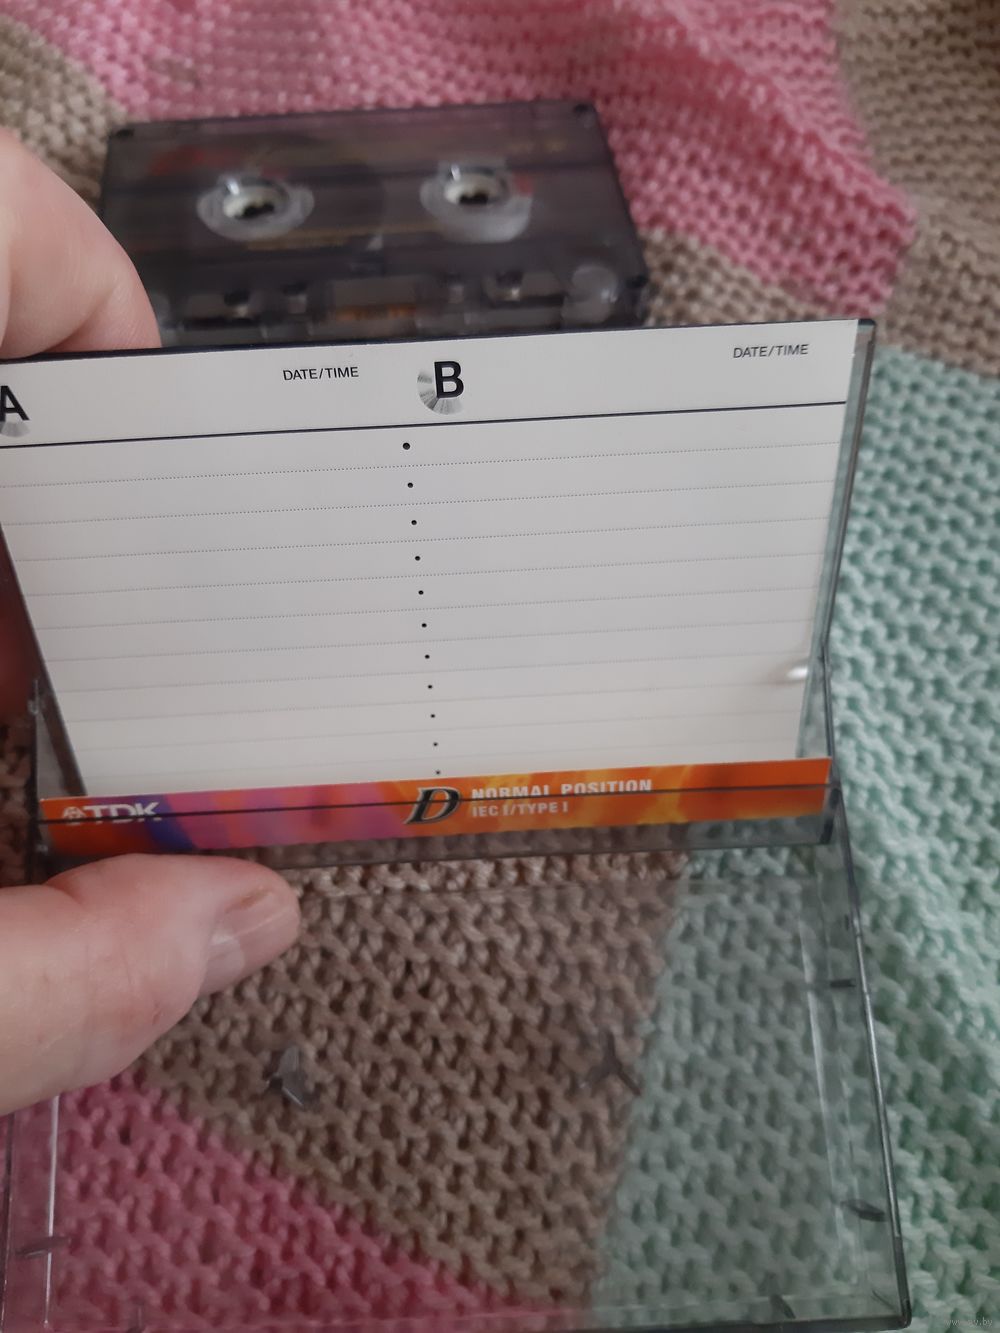 A DATE/TIME B DATE/TIME
TDK D NORMAL POSITION
IEC I/TYPE I